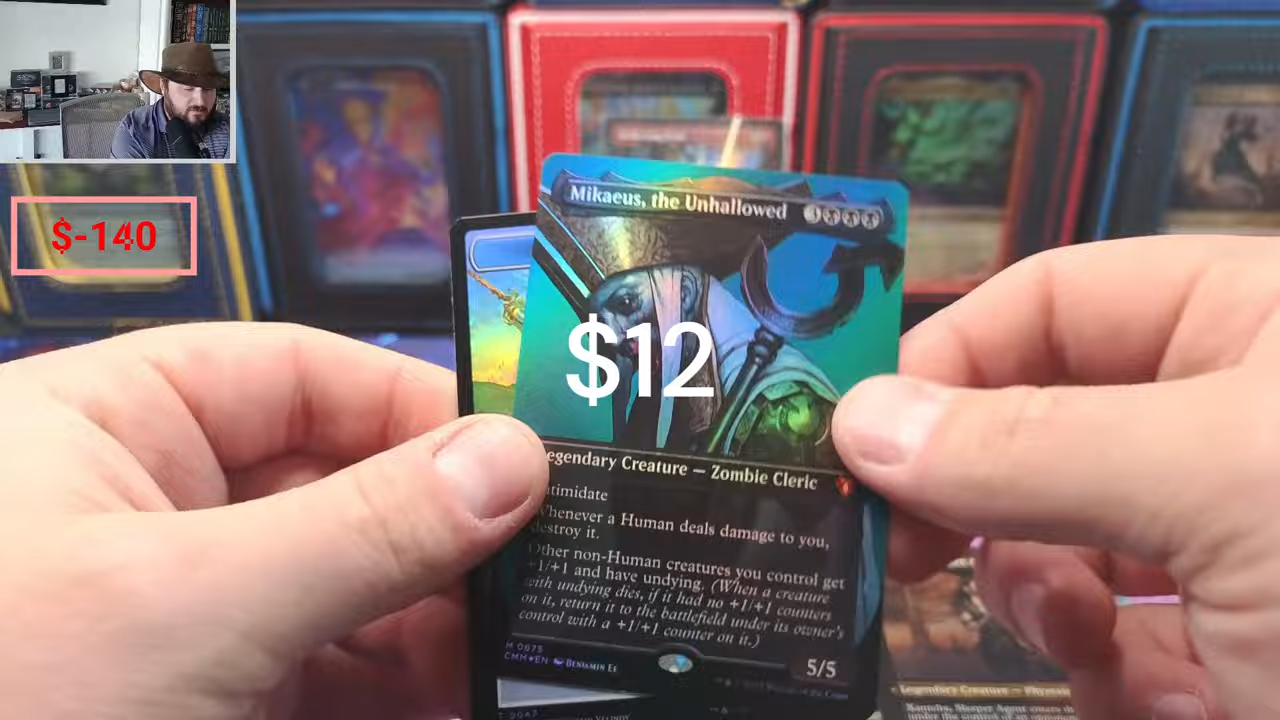 $-140
Mikaeus, the Unhallowed
$12
egendary Creature — Zombie Cleric
ntimidate
Whenever a Human deals damage to you,
destroy it.
Other non-Human creatures you control get
+1/+1 and have undying. (When a creature
with undying dies, if it had no +1/+1 counters
on it, return it to the battlefield under its owner's
control with a +1/+1 counter on it.)
M 0675
CMM EN Benjamin Ee
5/5
Legendary Creature — Phyrexian